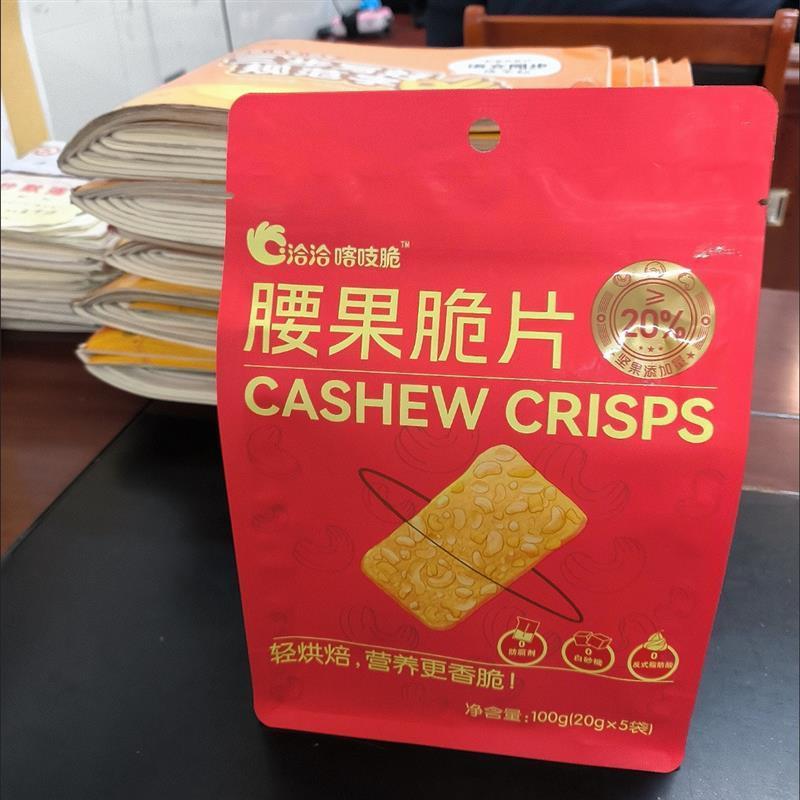 洽洽 喀吱脆™
腰果脆片
≥
20%
坚果添加量
CASHEW CRISPS
0
防腐剂
0
白砂糖
0
反式脂肪酸
轻烘焙，营养更香脆！
净含量：100g(20g×5袋)